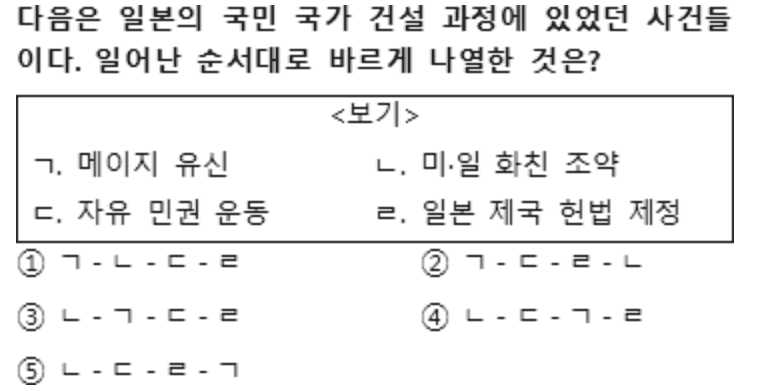 다음은 일본의 국민 국가 건설 과정에 있었던 사건들
이다. 일어난 순서대로 바르게 나열한 것은?
<보기>
ㄱ. 메이지 유신 ㄴ. 미·일 화친 조약
ㄷ. 자유 민권 운동 ㄹ. 일본 제국 헌법 제정
① ㄱ - ㄴ - ㄷ - ㄹ ② ㄱ - ㄷ - ㄹ - ㄴ
③ ㄴ - ㄱ - ㄷ - ㄹ ④ ㄴ - ㄷ - ㄱ - ㄹ
⑤ ㄴ - ㄷ - ㄹ - ㄱ